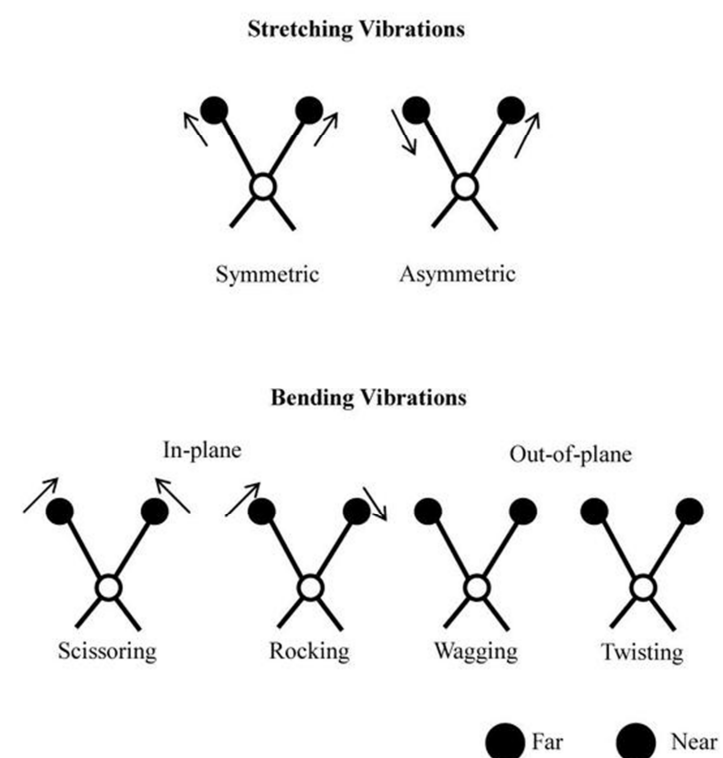 Stretching Vibrations
Symmetric
Asymmetric
Bending Vibrations
In-plane
Out-of-plane
Scissoring
Rocking
Wagging
Twisting
Far
Near